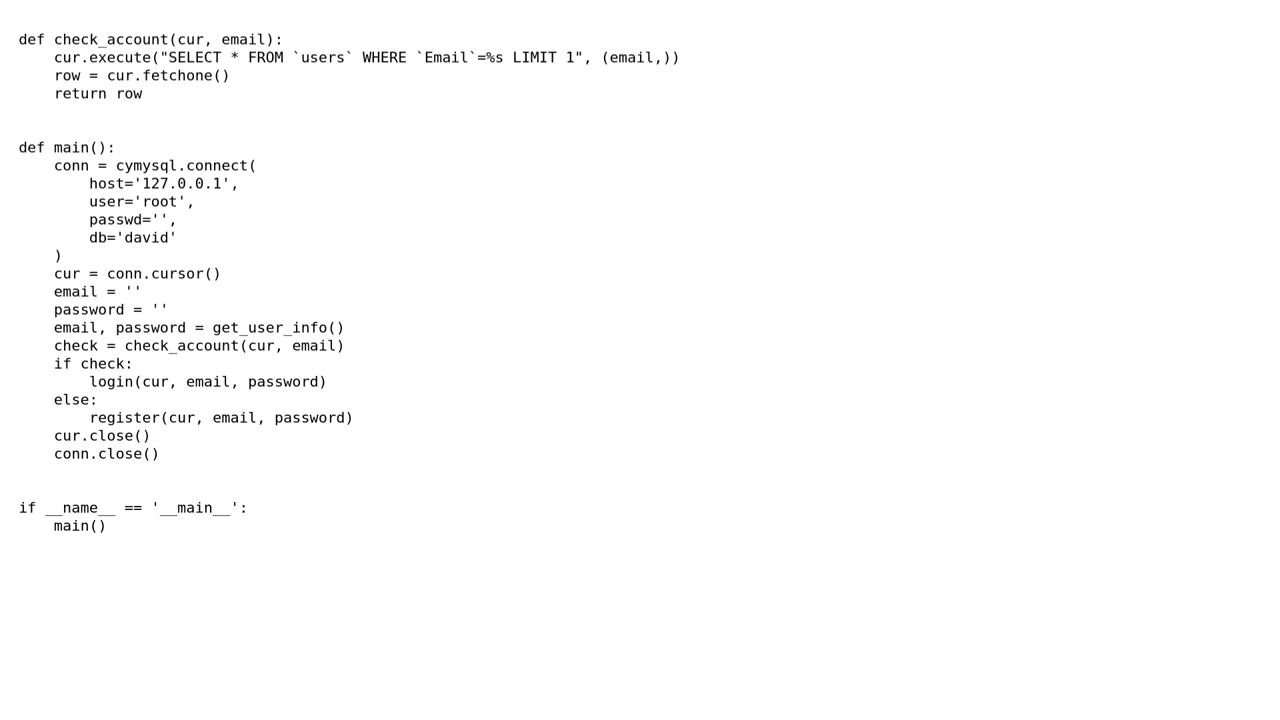 def check_account(cur, email):
    cur.execute("SELECT * FROM `users` WHERE `Email`=%s LIMIT 1", (email,))
    row = cur.fetchone()
    return row
def main():
    conn = cymysql.connect(
        host='127.0.0.1',
        user='root',
        passwd='',
        db='david'
    )
    cur = conn.cursor()
    email = ''
    password = ''
    email, password = get_user_info()
    check = check_account(cur, email)
    if check:
        login(cur, email, password)
    else:
        register(cur, email, password)
    cur.close()
    conn.close()
if __name__ == '__main__':
    main()